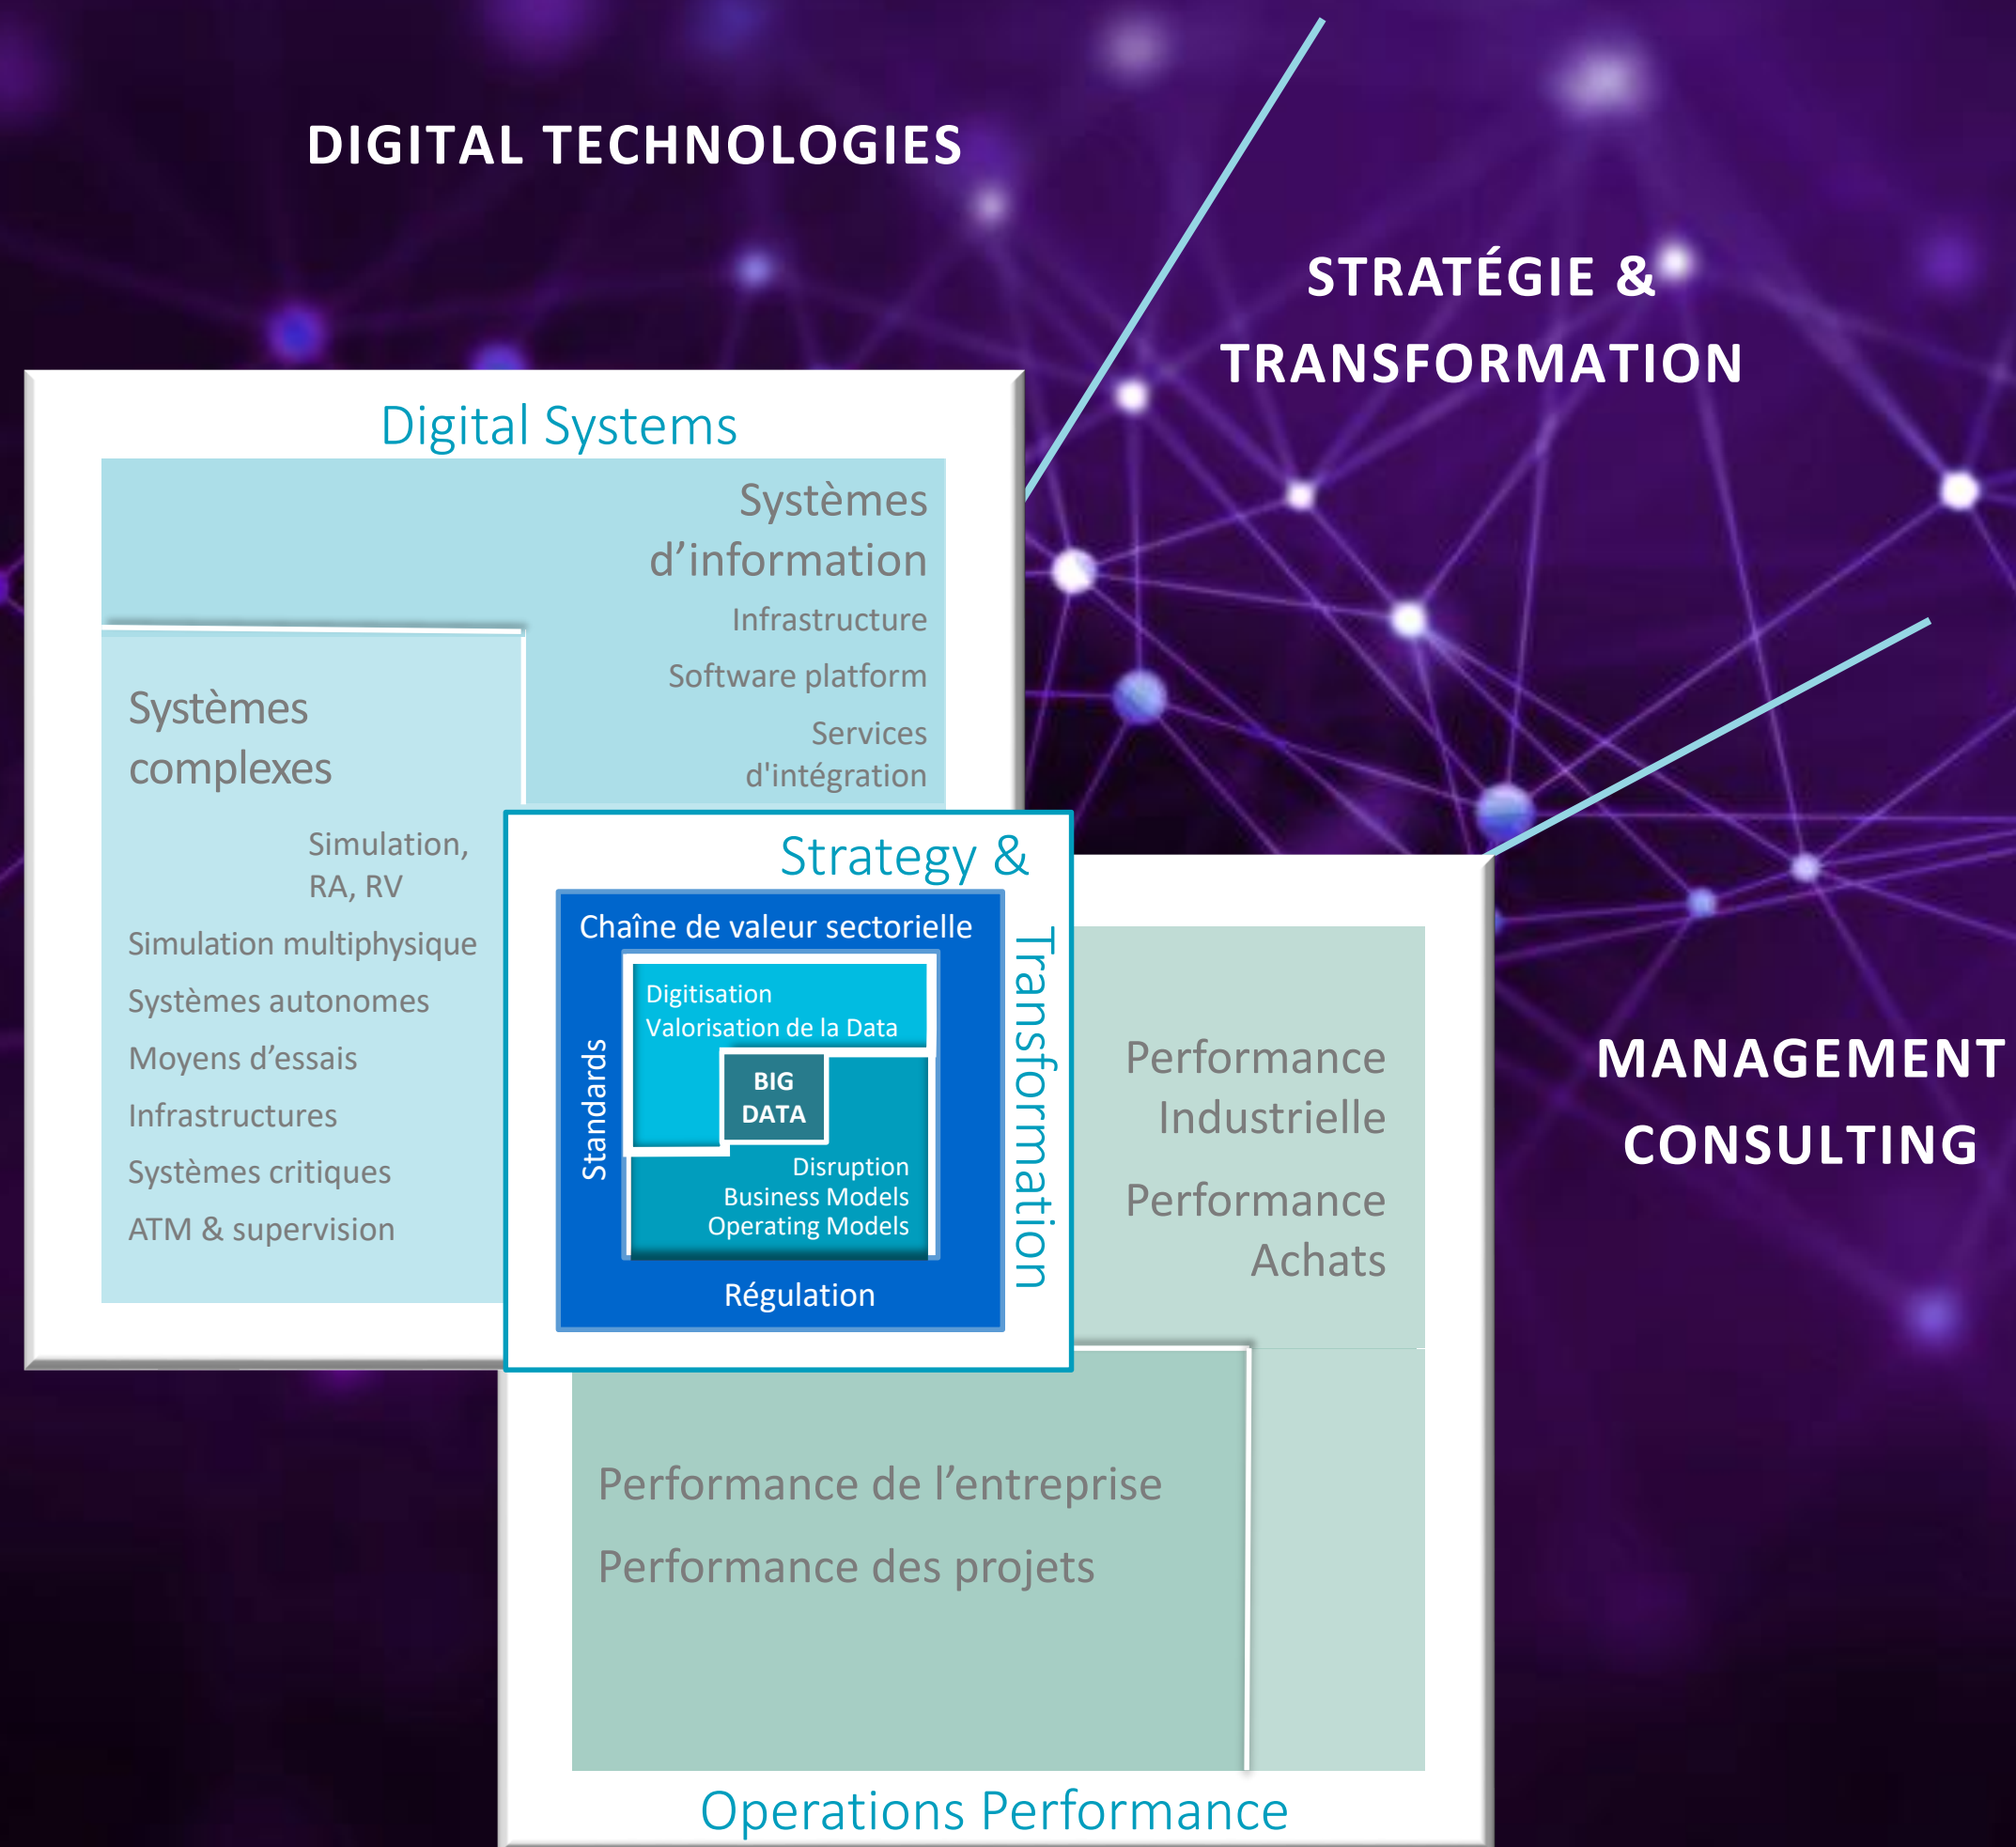 DIGITAL TECHNOLOGIES
STRATÉGIE &
TRANSFORMATION
MANAGEMENT
CONSULTING
Digital Systems
Systèmes
d’information
Infrastructure
Software platform
Services
d'intégration
Systèmes
complexes
Simulation,
RA, RV
Simulation multiphysique
Systèmes autonomes
Moyens d’essais
Infrastructures
Systèmes critiques
ATM & supervision
Strategy &
Transformation
Chaîne de valeur sectorielle
Standards
Digitisation
Valorisation de la Data
BIG
DATA
Disruption
Business Models
Operating Models
Régulation
Performance
Industrielle
Performance
Achats
Performance de l’entreprise
Performance des projets
Operations Performance